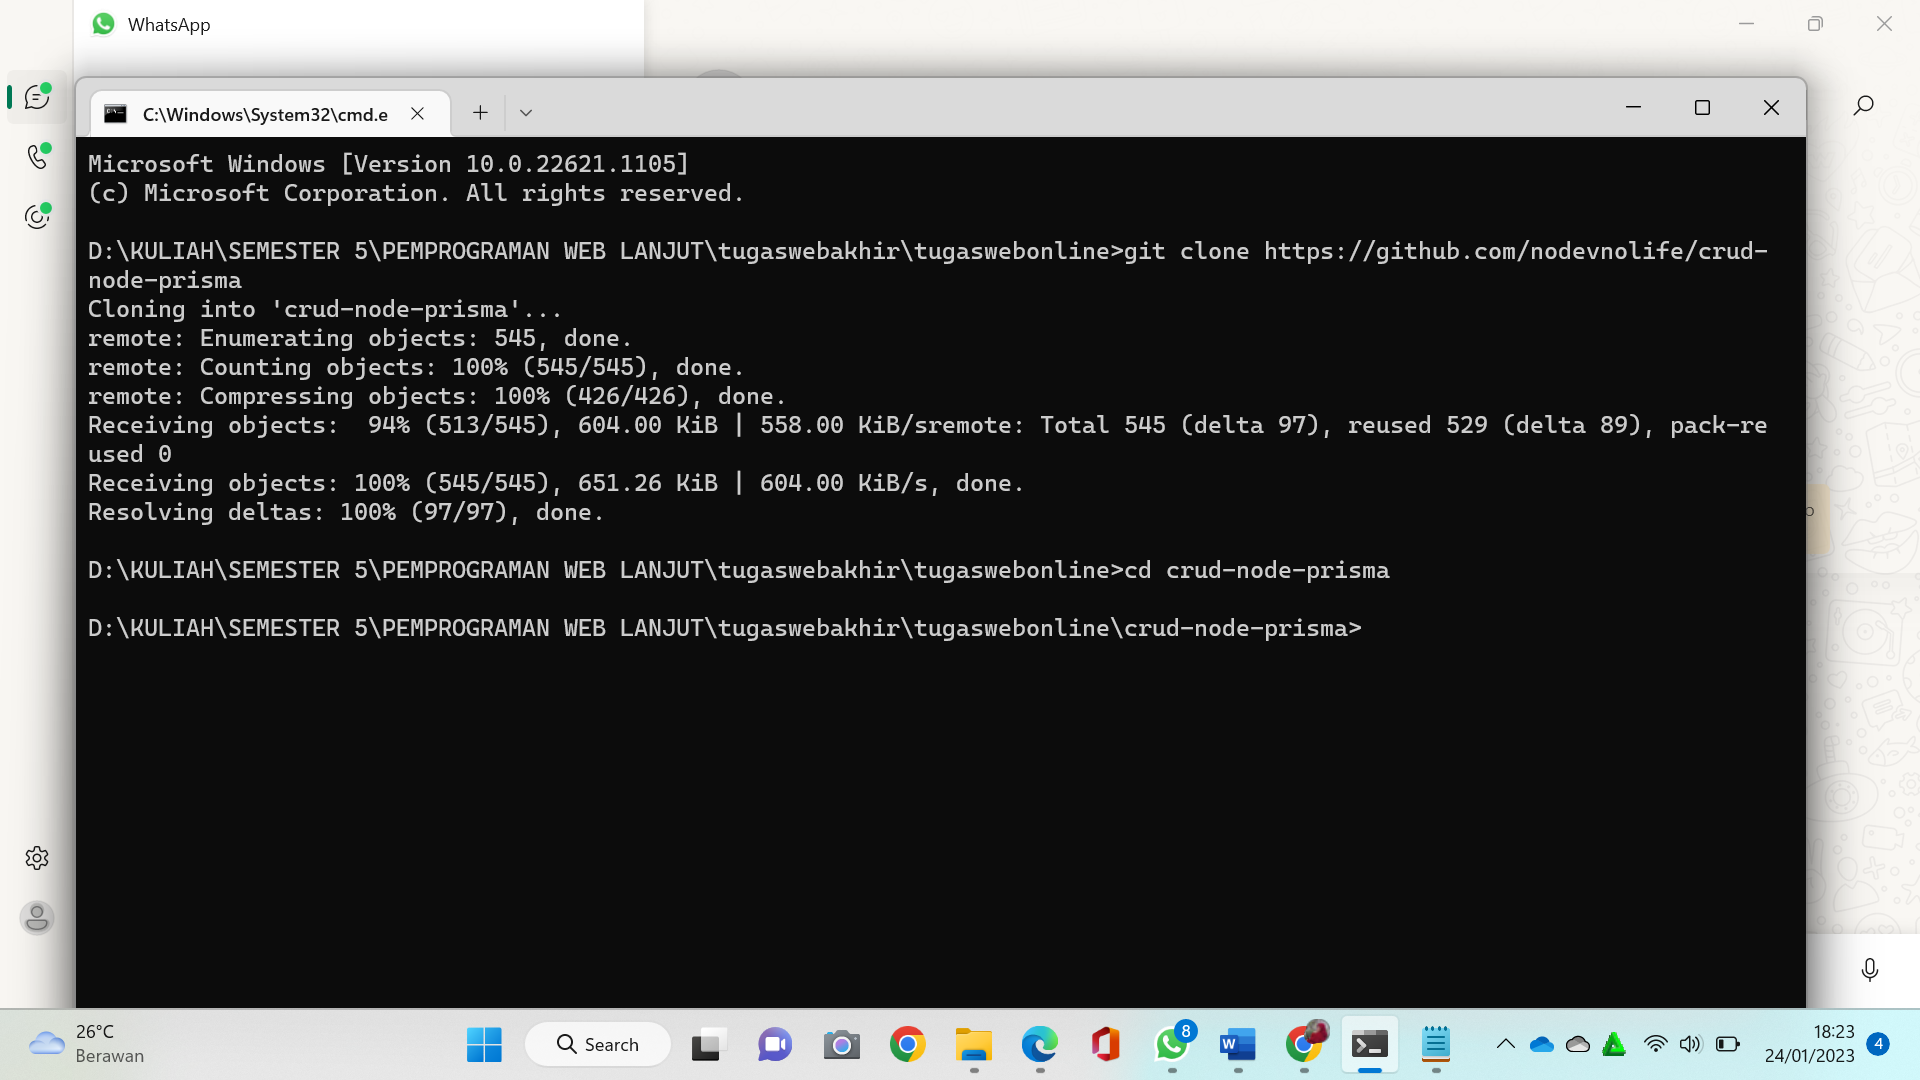 WhatsApp
C:\Windows\System32\cmd.e
Microsoft Windows [Version 10.0.22621.1105]
(c) Microsoft Corporation. All rights reserved.
D:\KULIAH\SEMESTER 5\PEMPROGRAMAN WEB LANJUT\tugaswebakhir\tugaswebonline>git clone https://github.com/nodevnolife/crud-
node-prisma
Cloning into 'crud-node-prisma'...
remote: Enumerating objects: 545, done.
remote: Counting objects: 100% (545/545), done.
remote: Compressing objects: 100% (426/426), done.
Receiving objects:  94% (513/545), 604.00 KiB | 558.00 KiB/sremote: Total 545 (delta 97), reused 529 (delta 89), pack-re
used 0
Receiving objects: 100% (545/545), 651.26 KiB | 604.00 KiB/s, done.
Resolving deltas: 100% (97/97), done.
D:\KULIAH\SEMESTER 5\PEMPROGRAMAN WEB LANJUT\tugaswebakhir\tugaswebonline>cd crud-node-prisma
D:\KULIAH\SEMESTER 5\PEMPROGRAMAN WEB LANJUT\tugaswebakhir\tugaswebonline\crud-node-prisma>
26°C
Berawan
Search
8
18:23
24/01/2023
4